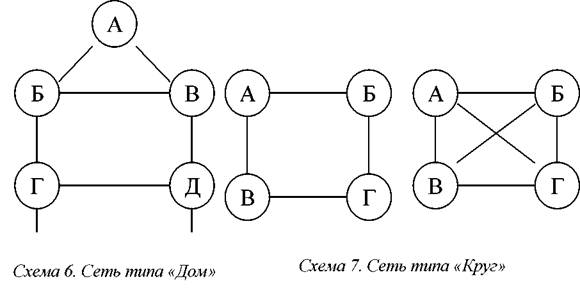 А
Б В А Б А Б
Г Д В Г В Г
Схема 6. Сеть типа «Дом»
Схема 7. Сеть типа «Круг»